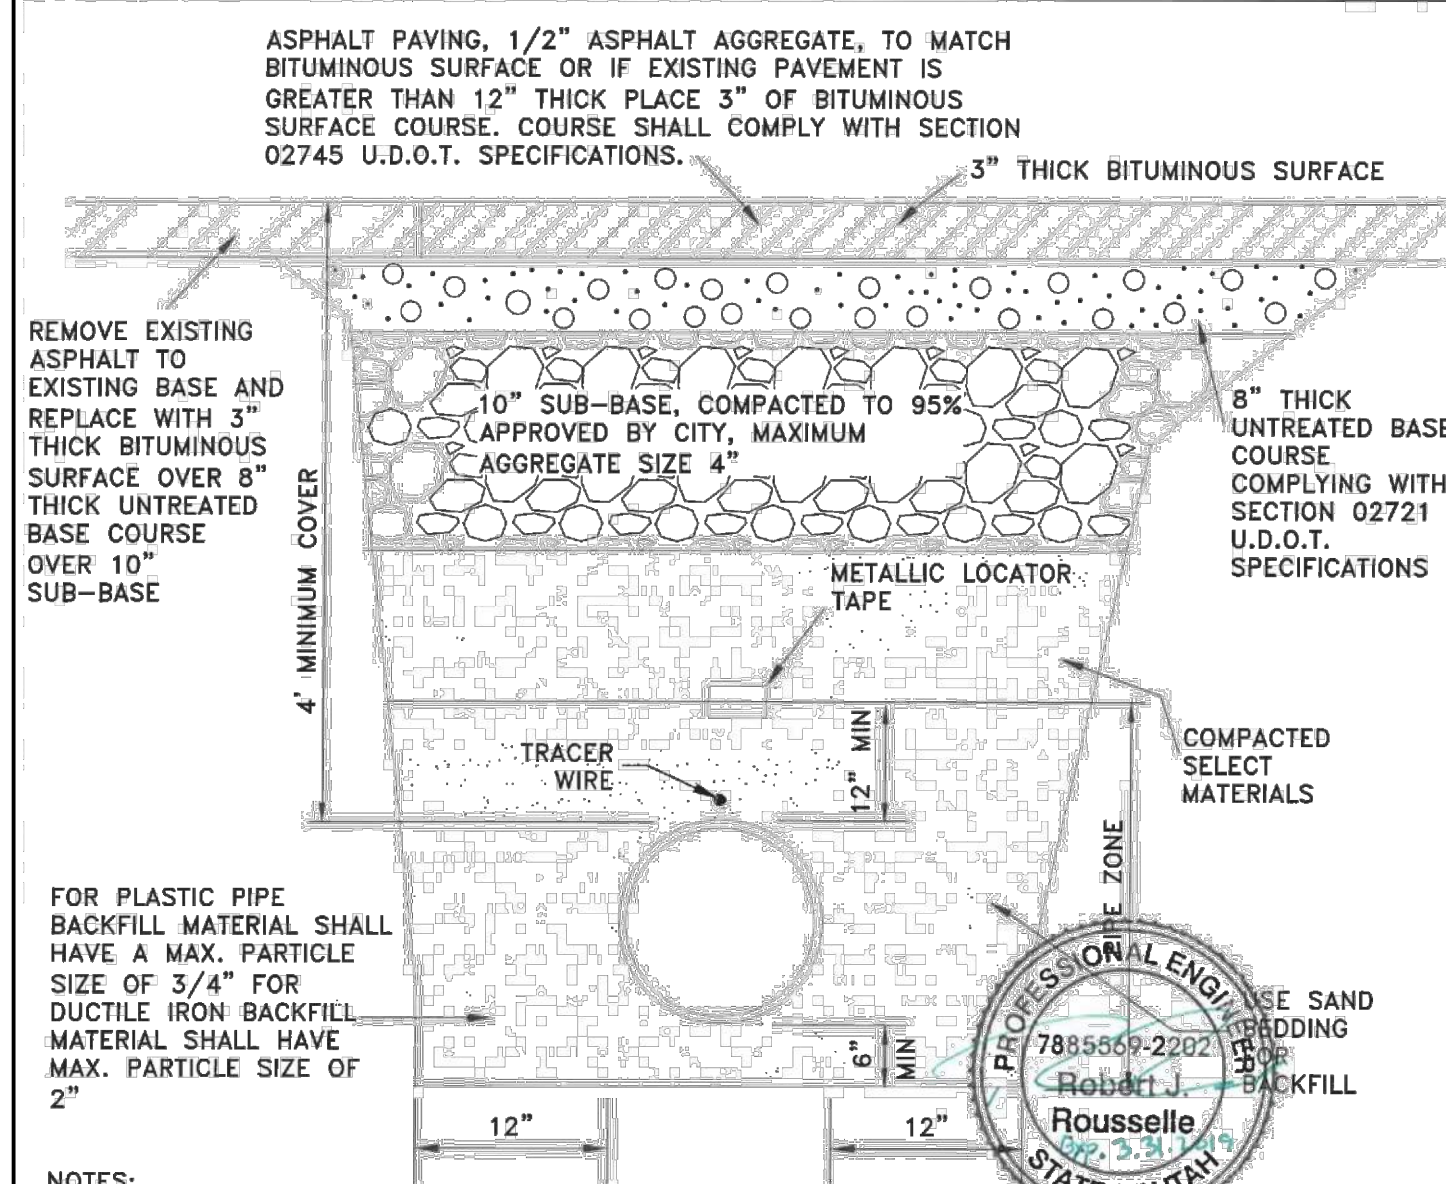 ASPHALT PAVING, 1/2" ASPHALT AGGREGATE, TO MATCH
BITUMINOUS SURFACE OR IF EXISTING PAVEMENT IS
GREATER THAN 12" THICK PLACE 3" OF BITUMINOUS
SURFACE COURSE. COURSE SHALL COMPLY WITH SECTION
02745 U.D.O.T. SPECIFICATIONS.
3" THICK BITUMINOUS SURFACE
REMOVE EXISTING
ASPHALT TO
EXISTING BASE AND
REPLACE WITH 3"
THICK BITUMINOUS
SURFACE OVER 8"
THICK UNTREATED
BASE COURSE
OVER 10"
SUB-BASE
4' MINIMUM COVER
10" SUB-BASE, COMPACTED TO 95%
APPROVED BY CITY, MAXIMUM
AGGREGATE SIZE 4"
8" THICK
UNTREATED BASE
COURSE
COMPLYING WITH
SECTION 02721
U.D.O.T.
SPECIFICATIONS
METALLIC LOCATOR
TAPE
TRACER
WIRE
12" MIN
COMPACTED
SELECT
MATERIALS
PIPE ZONE
FOR PLASTIC PIPE
BACKFILL MATERIAL SHALL
HAVE A MAX. PARTICLE
SIZE OF 3/4" FOR
DUCTILE IRON BACKFILL
MATERIAL SHALL HAVE
MAX. PARTICLE SIZE OF
2"
6" MIN
USE SAND
BEDDING
FOR
BACKFILL
PROFESSIONAL ENGINEER
7885569-2202
Robert J.
Rousselle
Exp. 3.31.2019
STATE OF UTAH
12"
12"
NOTES: